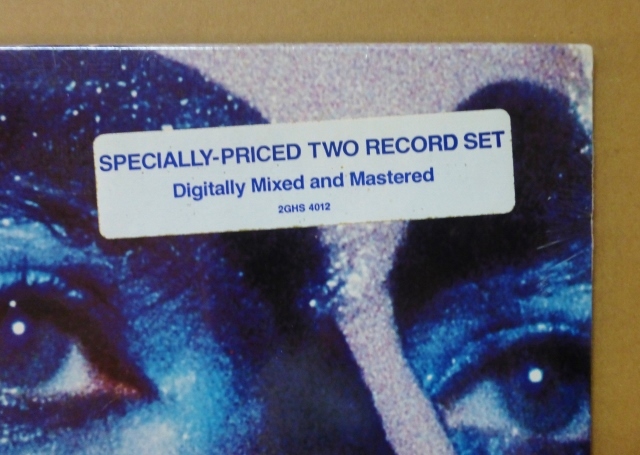 SPECIALLY-PRICED TWO RECORD SET
Digitally Mixed and Mastered
2GHS 4012